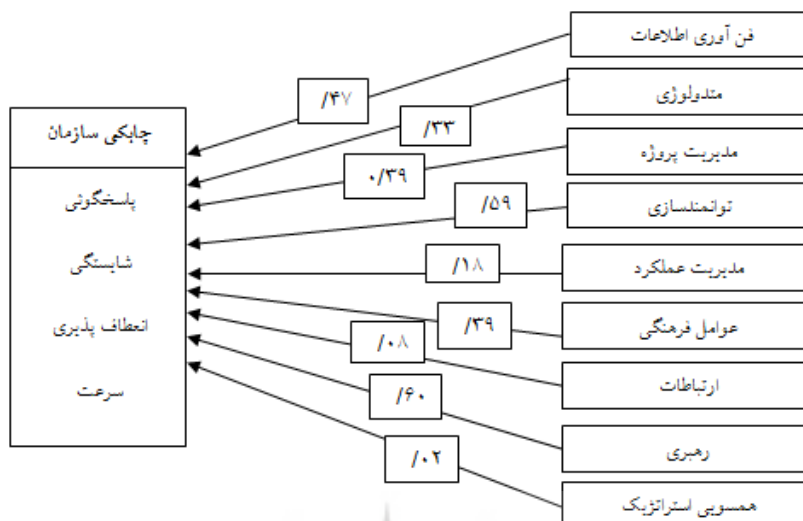 فن آوری اطلاعات
/۴۷
متدولوژی
/۳۳
چابکی سازمان
مدیریت پروژه
۰/۳۹
پاسخگوئی
توانمندسازی
/۵۹
شایستگی
مدیریت عملکرد
/۱۸
انعطاف پذیری
عوامل فرهنگی
/۳۹
ارتباطات
/۰۸
سرعت
رهبری
/۶۰
همسویی استراتژیک
/۰۲